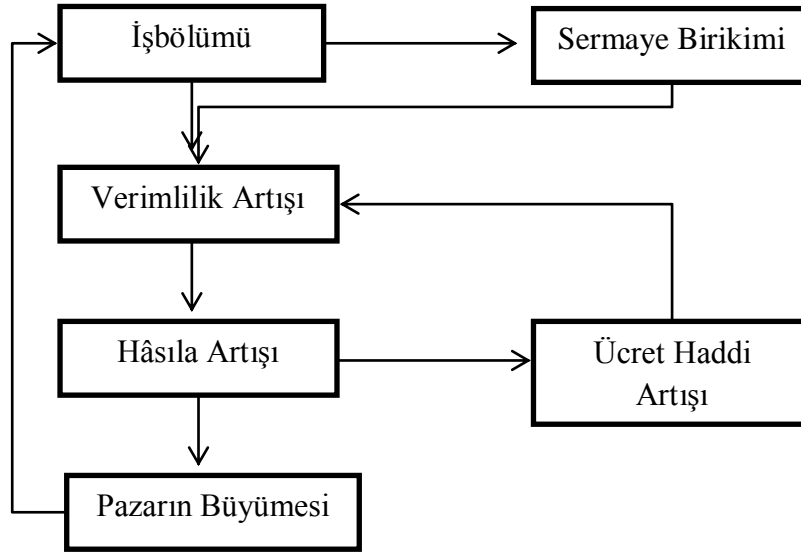 İşbölümü
Sermaye Birikimi
Verimlilik Artışı
Hâsıla Artışı
Ücret Haddi
Artışı
Pazarın Büyümesi